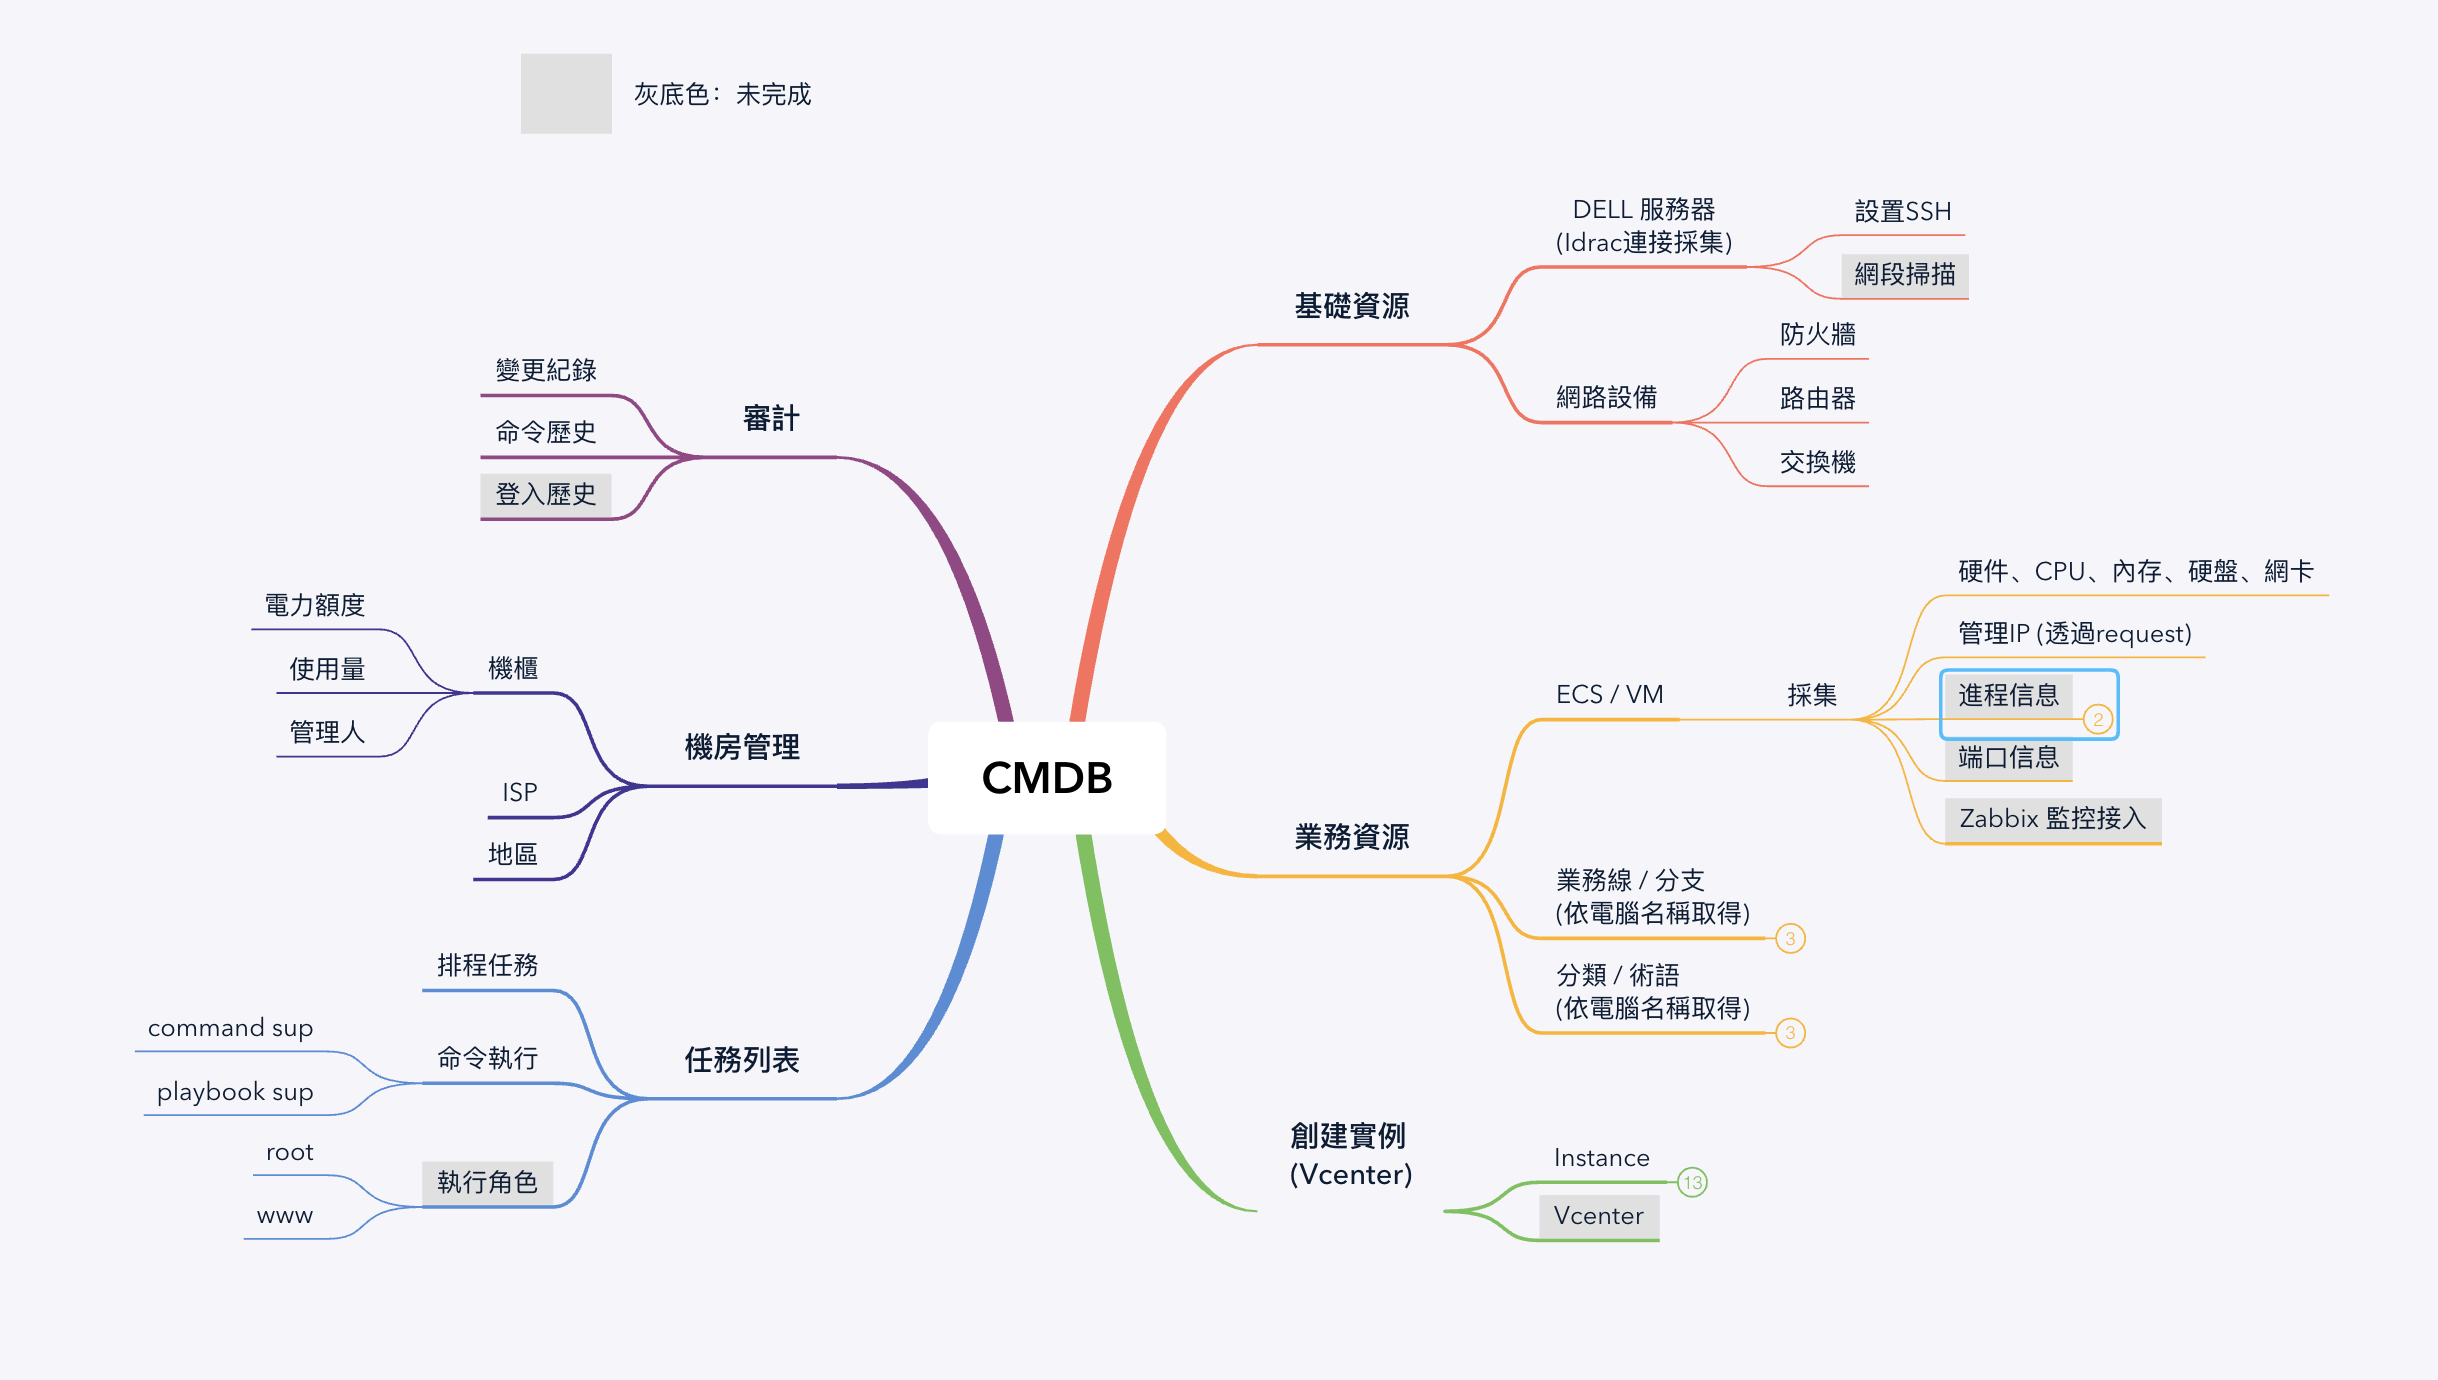 灰底色：未完成
CMDB
基礎資源
DELL 服務器
(Idrac連接採集)
設置SSH
網段掃描
網路設備
防火牆
路由器
交換機
業務資源
ECS / VM
採集
硬件、CPU、內存、硬盤、網卡
管理IP (透過request)
進程信息
2
端口信息
Zabbix 監控接入
業務線 / 分支
(依電腦名稱取得)
3
分類 / 術語
(依電腦名稱取得)
3
創建實例
(Vcenter)
Instance
13
Vcenter
審計
變更紀錄
命令歷史
登入歷史
機房管理
機櫃
電力額度
使用量
管理人
ISP
地區
任務列表
排程任務
命令執行
command sup
playbook sup
執行角色
root
www